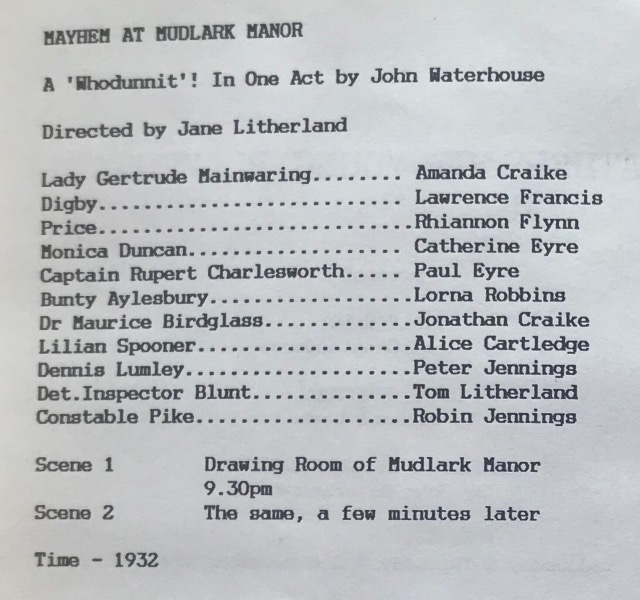 MAYHEM AT MUDLARK MANOR
A 'Whodunnit'! In One Act by John Waterhouse
Directed by Jane Litherland
Lady Gertrude Mainwaring........ Amanda Craike
Digby........................... Lawrence Francis
Price............................Rhiannon Flynn
Monica Duncan................... Catherine Eyre
Captain Rupert Charlesworth..... Paul Eyre
Bunty Aylesbury..................Lorna Robbins
Dr Maurice Birdglass.............Jonathan Craike
Lilian Spooner...................Alice Cartledge
Dennis Lumley....................Peter Jennings
Det.Inspector Blunt..............Tom Litherland
Constable Pike...................Robin Jennings
Scene 1 Drawing Room of Mudlark Manor
9.30pm
Scene 2 The same, a few minutes later
Time - 1932